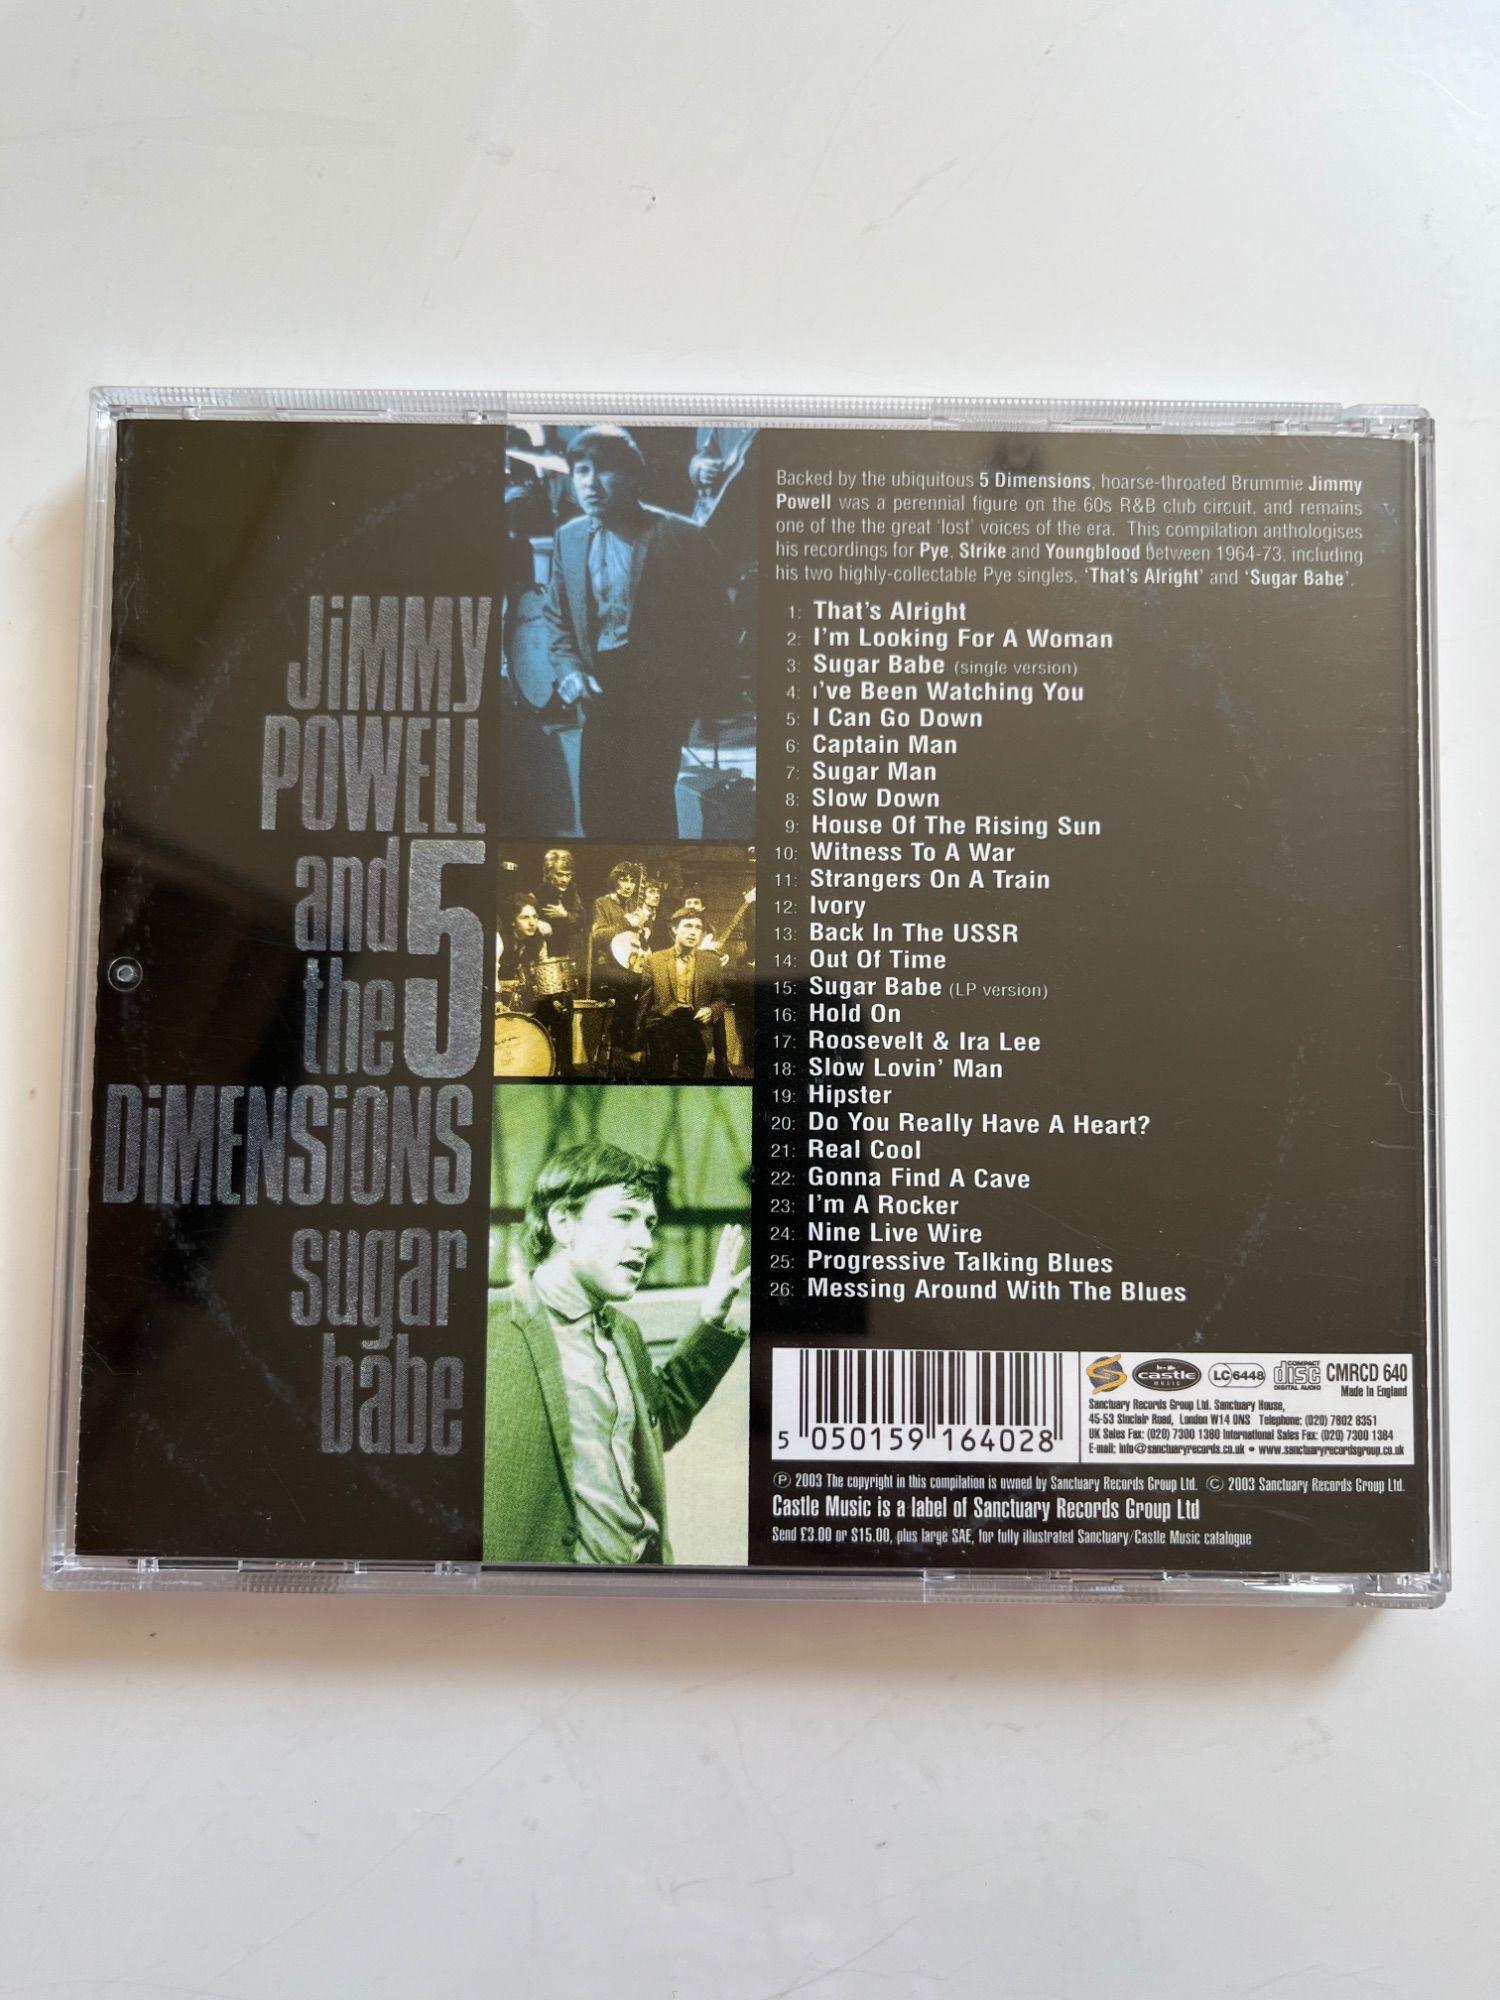 JiMMY
POWELL
and 5
the
DiMENSiONS
sugar
babe
Backed by the ubiquitous 5 Dimensions, hoarse-throated Brummie Jimmy
Powell was a perennial figure on the 60s R&B club circuit, and remains
one of the the great 'lost' voices of the era. This compilation anthologises
his recordings for Pye, Strike and Youngblood between 1964-73, including
his two highly-collectable Pye singles, 'That's Alright' and 'Sugar Babe'.
1: That's Alright
2: I'm Looking For A Woman
3: Sugar Babe (single version)
4: I've Been Watching You
5: I Can Go Down
6: Captain Man
7: Sugar Man
8: Slow Down
9: House Of The Rising Sun
10: Witness To A War
11: Strangers On A Train
12: Ivory
13: Back In The USSR
14: Out Of Time
15: Sugar Babe (LP version)
16: Hold On
17: Roosevelt & Ira Lee
18: Slow Lovin' Man
19: Hipster
20: Do You Really Have A Heart?
21: Real Cool
22: Gonna Find A Cave
23: I'm A Rocker
24: Nine Live Wire
25: Progressive Talking Blues
26: Messing Around With The Blues
5 050159 164028
castle MUSIC LC 6448 COMPACT disc DIGITAL AUDIO CMRCD 640
Made in England
Sanctuary Records Group Ltd. Sanctuary House,
45-53 Sinclair Road, London W14 0NS Telephone: (020) 7602 6351
UK Sales Fax: (020) 7300 1380 International Sales Fax: (020) 7300 1384
E-mail: info@sanctuaryrecords.co.uk • www.sanctuaryrecordsgroup.co.uk
℗ 2003 The copyright in this compilation is owned by Sanctuary Records Group Ltd. © 2003 Sanctuary Records Group Ltd.
Castle Music is a label of Sanctuary Records Group Ltd
Send £3.00 or $15.00, plus large SAE, for fully illustrated Sanctuary/Castle Music catalogue